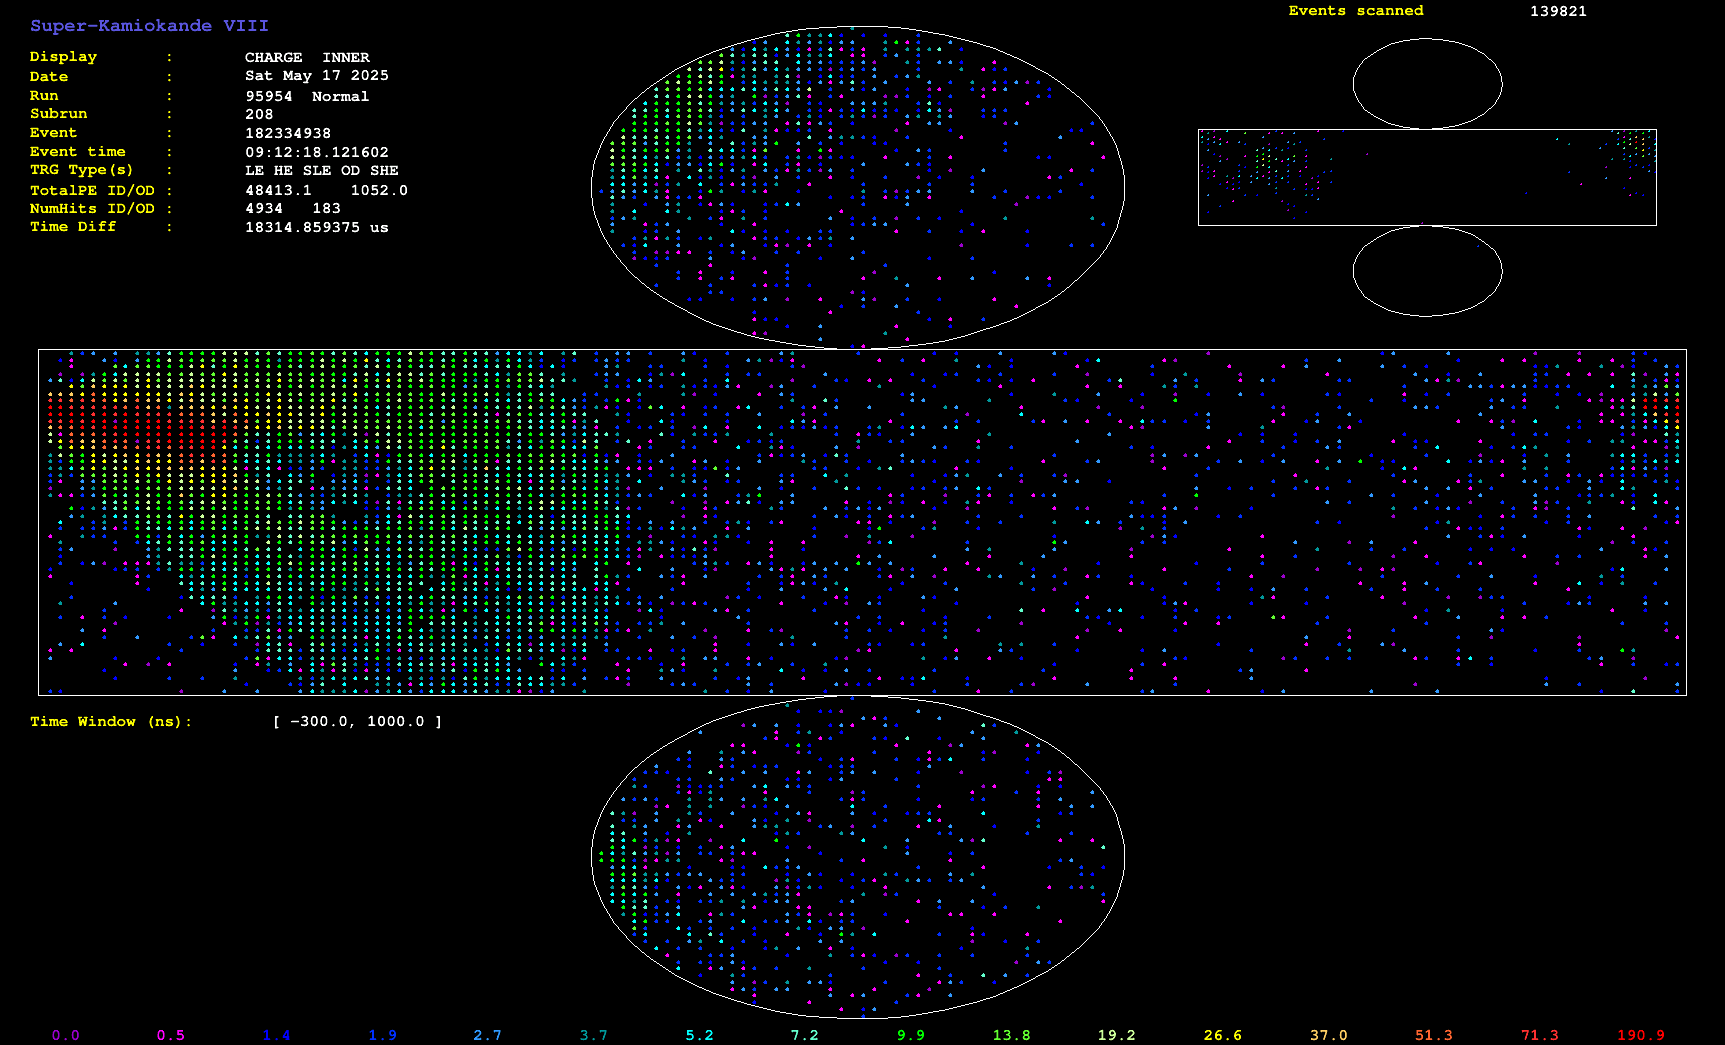 Super-Kamiokande VIII
Events scanned 139821
Display : CHARGE INNER
Date : Sat May 17 2025
Run : 95954 Normal
Subrun : 208
Event : 182334938
Event time : 09:12:18.121602
TRG Type(s) : LE HE SLE OD SHE
TotalPE ID/OD : 48413.1 1052.0
NumHits ID/OD : 4934 183
Time Diff : 18314.859375 us
Time Window (ns): [ -300.0, 1000.0 ]
0.0 0.5 1.4 1.9 2.7 3.7 5.2 7.2 9.9 13.8 19.2 26.6 37.0 51.3 71.3 190.9